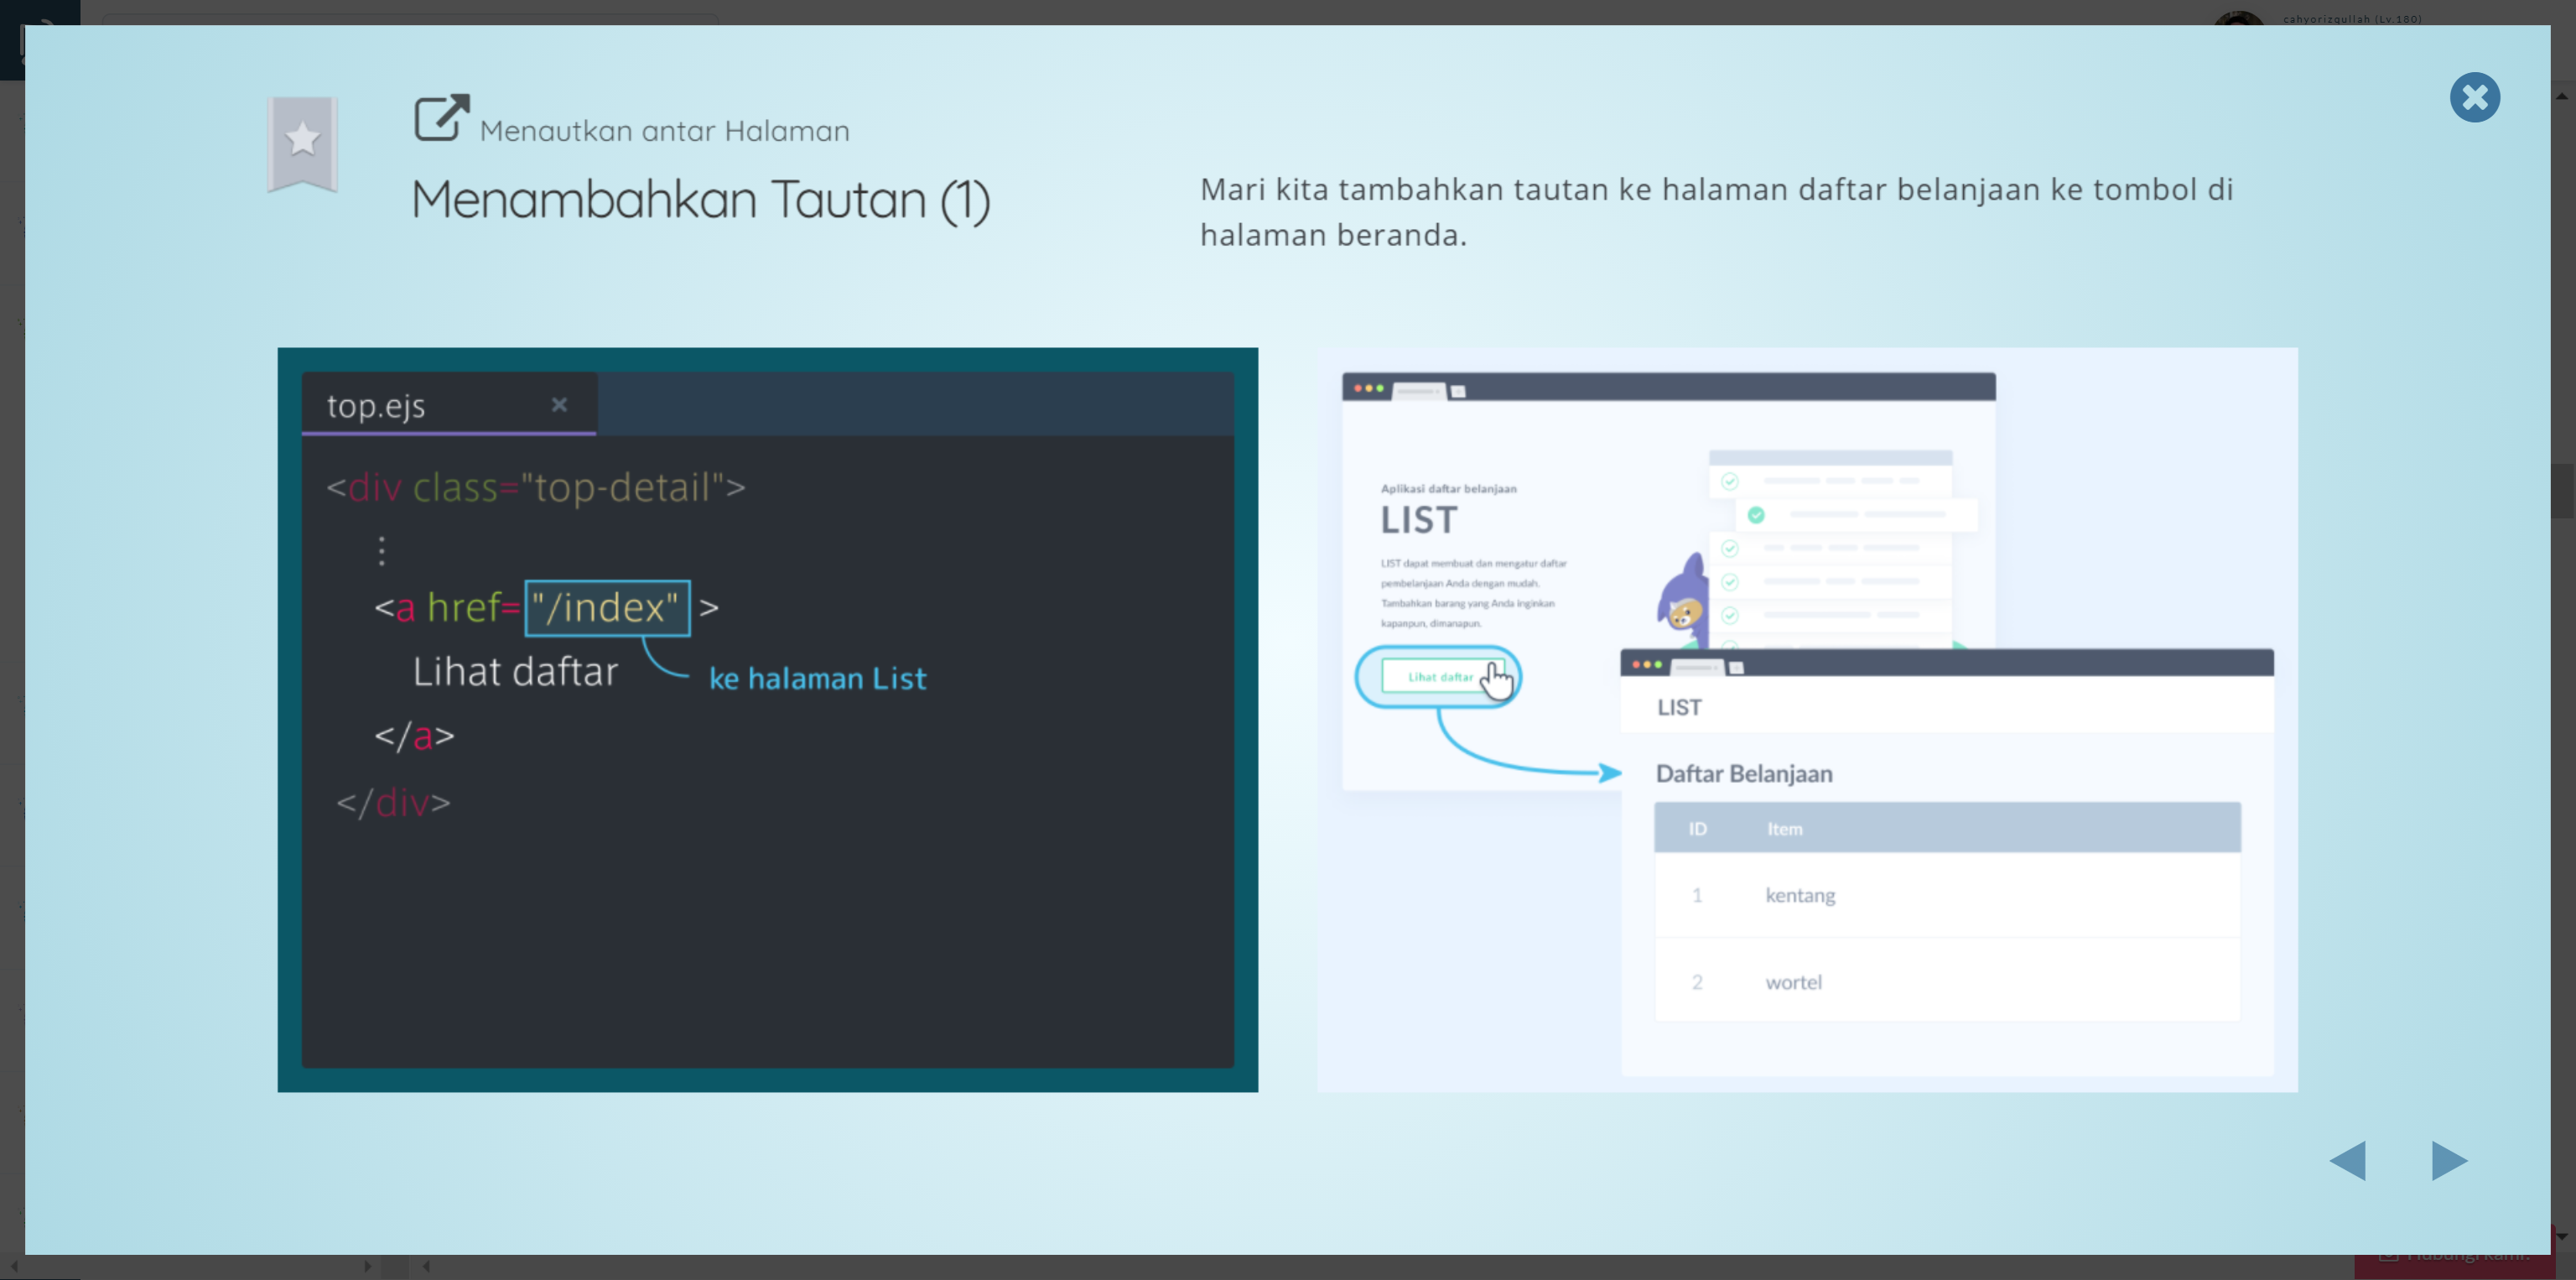 cahyorizqullah (Lv.180)
Menautkan antar Halaman
Menambahkan Tautan (1)
Mari kita tambahkan tautan ke halaman daftar belanjaan ke tombol di
halaman beranda.
top.ejs
<div class="top-detail">
<a href="/index" >
Lihat daftar
ke halaman List
</a>
</div>
Aplikasi daftar belanjaan
LIST
LIST dapat membuat dan mengatur daftar
pembelanjaan Anda dengan mudah.
Tambahkan barang yang Anda inginkan
kapanpun, dimanapun.
Lihat daftar
LIST
Daftar Belanjaan
ID Item
1 kentang
2 wortel
Hubungi kami!